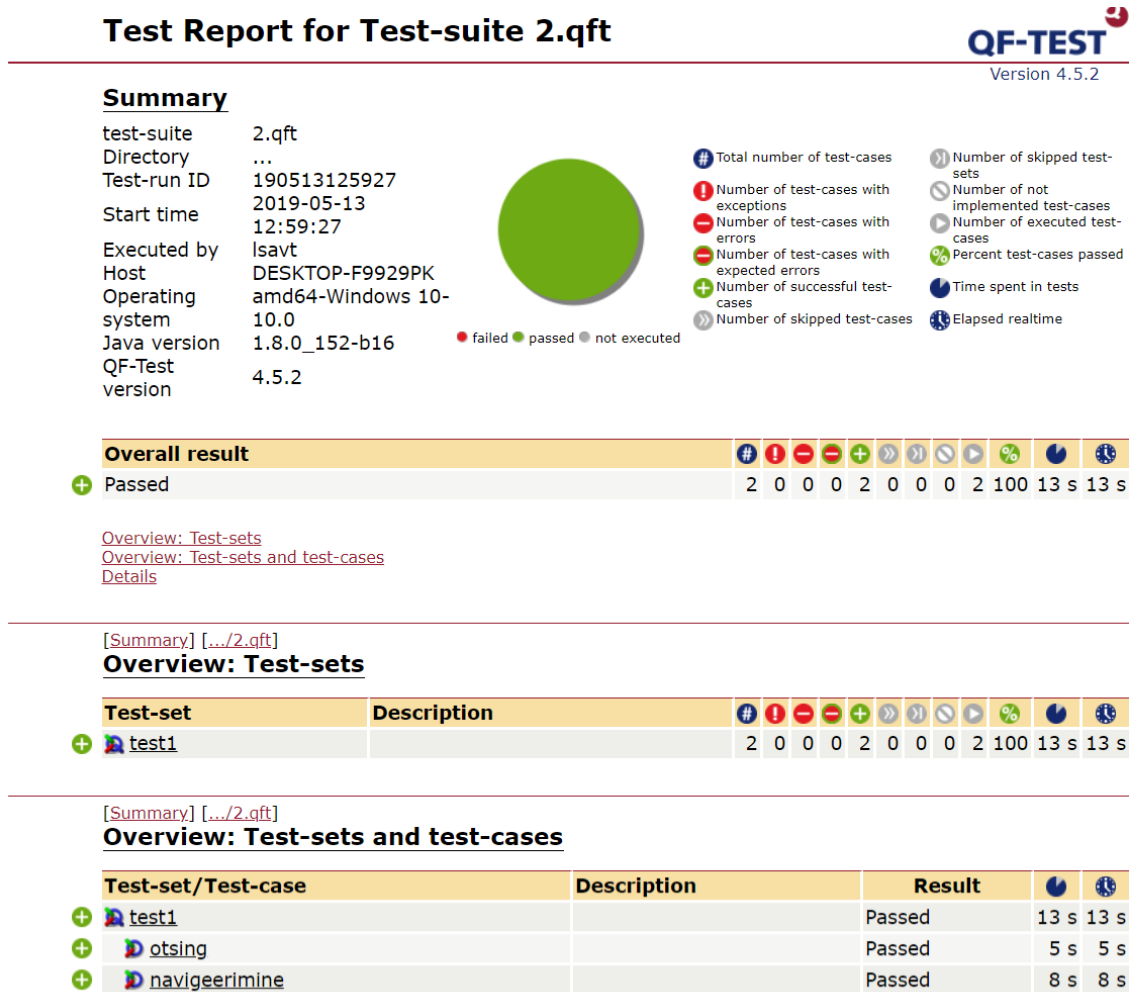 Test Report for Test-suite 2.qft
QF-TEST
Version 4.5.2
Summary
test-suite 2.qft
Directory ...
Test-run ID 190513125927
Start time 2019-05-13
12:59:27
Executed by lsavt
Host DESKTOP-F9929PK
Operating amd64-Windows 10-
system 10.0
Java version 1.8.0_152-b16
QF-Test
version 4.5.2
failed passed not executed
Total number of test-cases
Number of test-cases with
exceptions
Number of test-cases with
errors
Number of test-cases with
expected errors
Number of successful test-
cases
Number of skipped test-cases
Number of skipped test-
sets
Number of not
implemented test-cases
Number of executed test-
cases
Percent test-cases passed
Time spent in tests
Elapsed realtime
Overall result # ! % 
Passed 2 0 0 0 2 0 0 0 2 100 13 s 13 s
Overview: Test-sets
Overview: Test-sets and test-cases
Details
[Summary] [.../2.qft]
Overview: Test-sets
Test-set Description # ! %
test1 2 0 0 0 2 0 0 0 2 100 13 s 13 s
[Summary] [.../2.qft]
Overview: Test-sets and test-cases
Test-set/Test-case Description Result
test1 Passed 13 s 13 s
otsing Passed 5 s 5 s
navigeerimine Passed 8 s 8 s